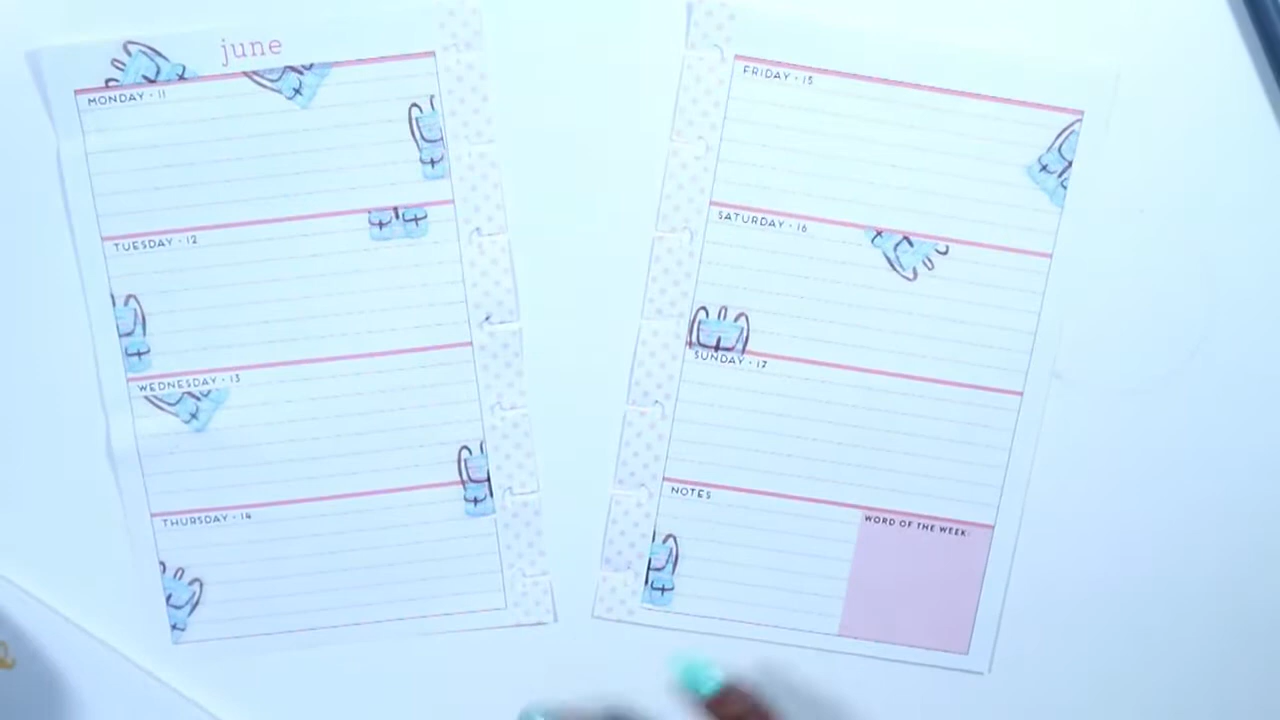 june
MONDAY · 11
TUESDAY · 12
WEDNESDAY · 13
THURSDAY · 14
FRIDAY · 15
SATURDAY · 16
SUNDAY · 17
NOTES
WORD OF THE WEEK: